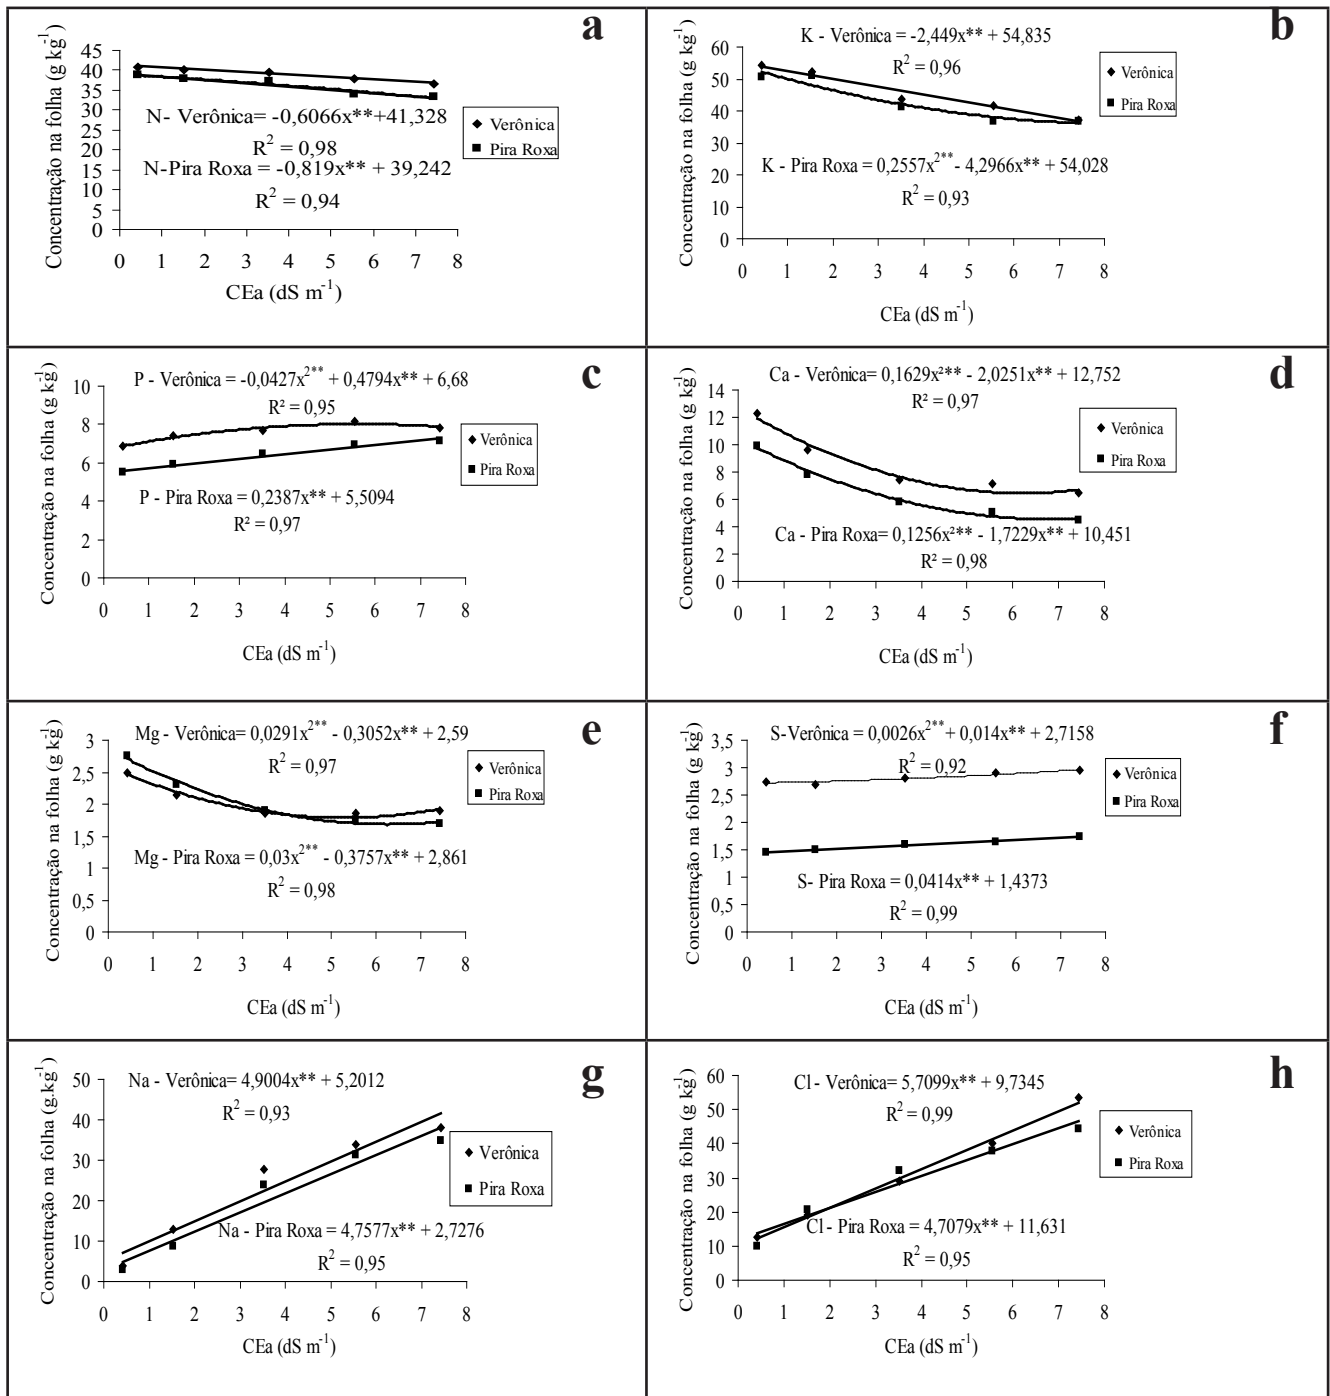 a
Concentração na folha (g kg-1)
45
40
35
30
25
20
15
10
5
0
N- Verônica= -0,6066x**+41,328
R2 = 0,98
N-Pira Roxa = -0,819x** + 39,242
R2 = 0,94
Verônica
Pira Roxa
0 1 2 3 4 5 6 7 8
CEa (dS m-1)
b
Concentração na folha (g kg-1)
60
50
40
30
20
10
0
K - Verônica = -2,449x** + 54,835
R2 = 0,96
K - Pira Roxa = 0,2557x2** - 4,2966x** + 54,028
R2 = 0,93
Verônica
Pira Roxa
0 1 2 3 4 5 6 7 8
CEa (dS m-1)
c
Concentração na folha (g kg-1)
10
8
6
4
2
0
P - Verônica = -0,0427x2** + 0,4794x** + 6,68
R² = 0,95
P - Pira Roxa = 0,2387x** + 5,5094
R² = 0,97
Verônica
Pira Roxa
0 1 2 3 4 5 6 7 8
CEa (dS m-1)
d
Concentração na folha (g kg-1)
14
12
10
8
6
4
2
0
Ca - Verônica= 0,1629x²** - 2,0251x** + 12,752
R² = 0,97
Ca - Pira Roxa= 0,1256x²** - 1,7229x** + 10,451
R² = 0,98
Verônica
Pira Roxa
0 1 2 3 4 5 6 7 8
CEa (dS m-1)
e
Concentração na folha (g kg-1)
3
2,5
2
1,5
1
0,5
0
Mg - Verônica= 0,0291x2** - 0,3052x** + 2,59
R2 = 0,97
Mg - Pira Roxa = 0,03x2** - 0,3757x** + 2,861
R2 = 0,98
Verônica
Pira Roxa
0 1 2 3 4 5 6 7 8
CEa (dS m-1)
f
Concentração na folha (g kg-1)
3,5
3
2,5
2
1,5
1
0,5
0
S-Verônica = 0,0026x2** + 0,014x** + 2,7158
R2 = 0,92
S- Pira Roxa = 0,0414x** + 1,4373
R2 = 0,99
Verônica
Pira Roxa
0 1 2 3 4 5 6 7 8
CEa (dS m-1)
g
Concentração na folha (g.kg-1)
50
40
30
20
10
0
Na - Verônica= 4,9004x** + 5,2012
R2 = 0,93
Na - Pira Roxa = 4,7577x** + 2,7276
R2 = 0,95
Verônica
Pira Roxa
0 1 2 3 4 5 6 7 8
CEa (dS m-1)
h
Concentração na folha (g kg-1)
60
50
40
30
20
10
0
Cl - Verônica= 5,7099x** + 9,7345
R2 = 0,99
Cl - Pira Roxa = 4,7079x** + 11,631
R2 = 0,95
Verônica
Pira Roxa
0 1 2 3 4 5 6 7 8
CEa (dS m-1)